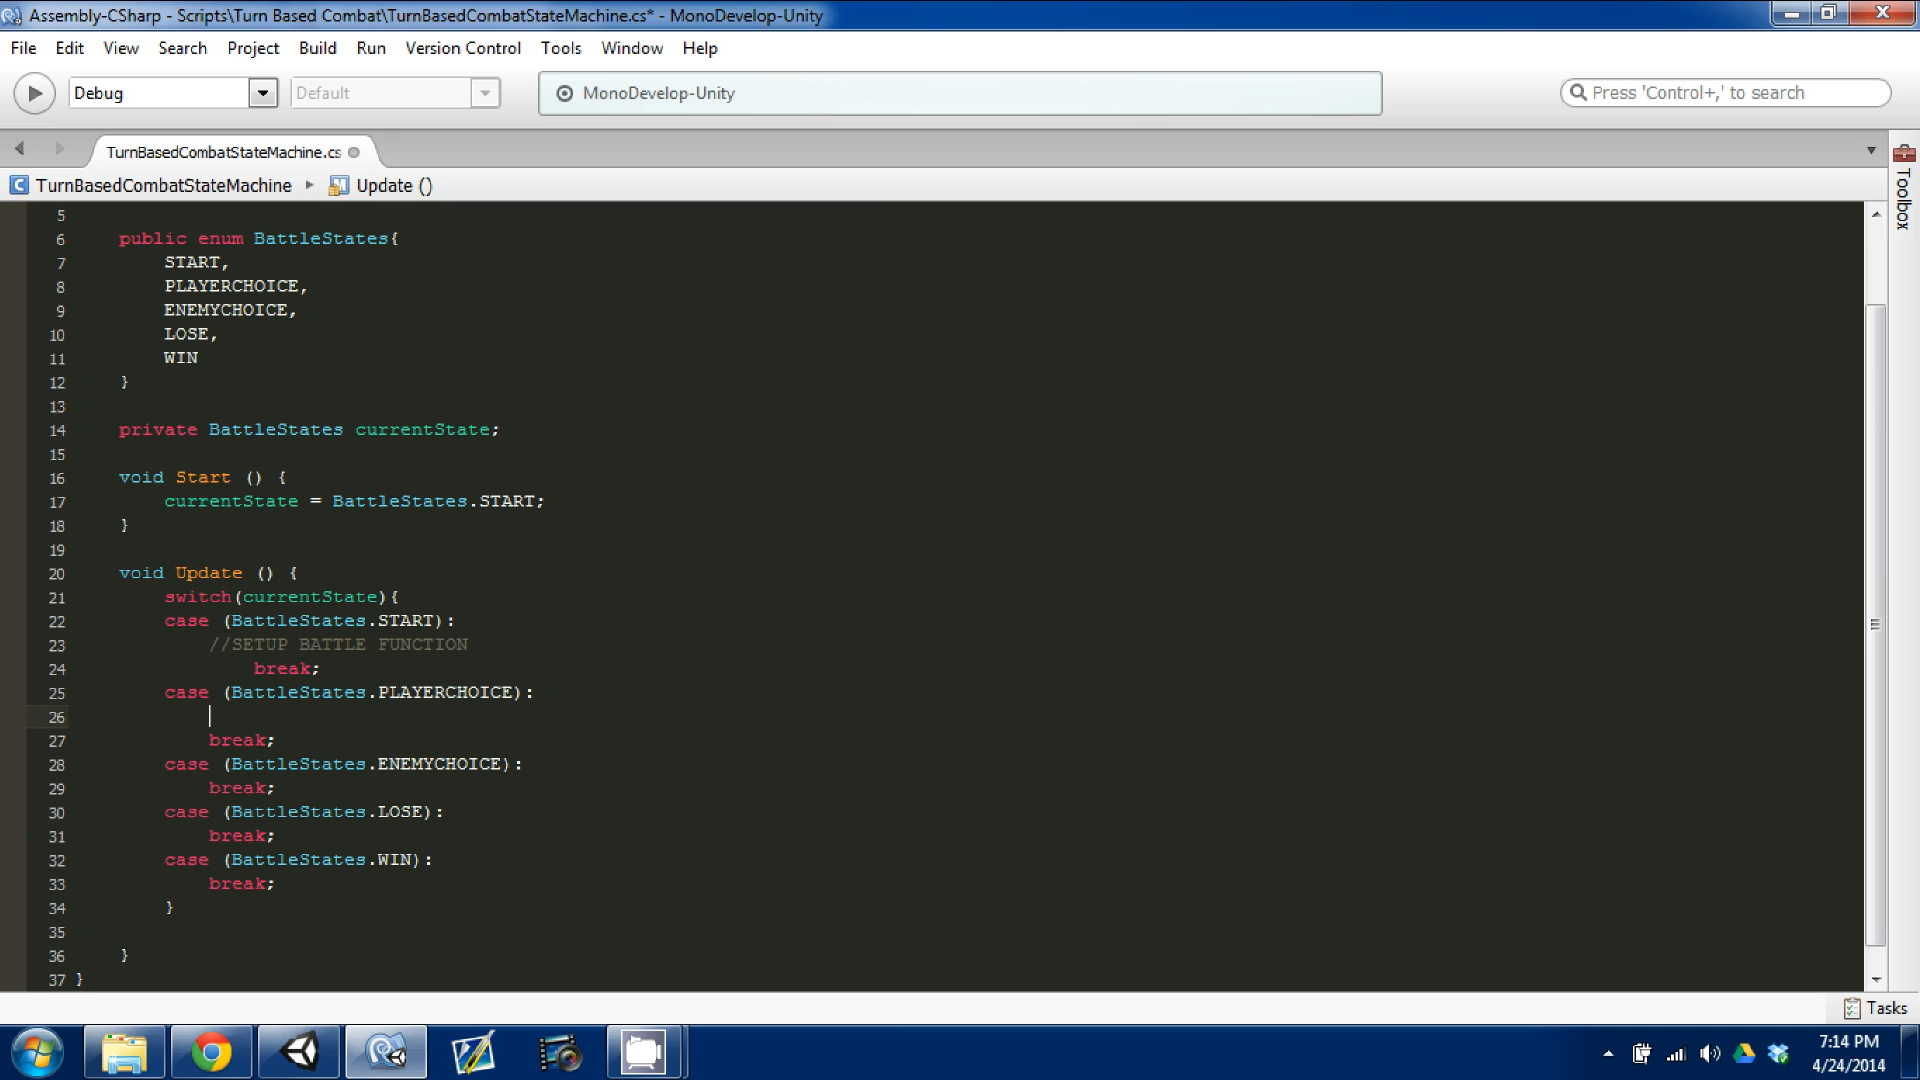 Assembly-CSharp - Scripts\Turn Based Combat\TurnBasedCombatStateMachine.cs* - MonoDevelop-Unity
File Edit View Search Project Build Run Version Control Tools Window Help
Debug Default MonoDevelop-Unity Press 'Control+,' to search
TurnBasedCombatStateMachine.cs
TurnBasedCombatStateMachine Update ()
Toolbox
5
6 public enum BattleStates{
7 START,
8 PLAYERCHOICE,
9 ENEMYCHOICE,
10 LOSE,
11 WIN
12 }
13
14 private BattleStates currentState;
15
16 void Start () {
17 currentState = BattleStates.START;
18 }
19
20 void Update () {
21 switch(currentState){
22 case (BattleStates.START):
23 //SETUP BATTLE FUNCTION
24 break;
25 case (BattleStates.PLAYERCHOICE):
26
27 break;
28 case (BattleStates.ENEMYCHOICE):
29 break;
30 case (BattleStates.LOSE):
31 break;
32 case (BattleStates.WIN):
33 break;
34 }
35
36 }
37 }
Tasks
7:14 PM
4/24/2014